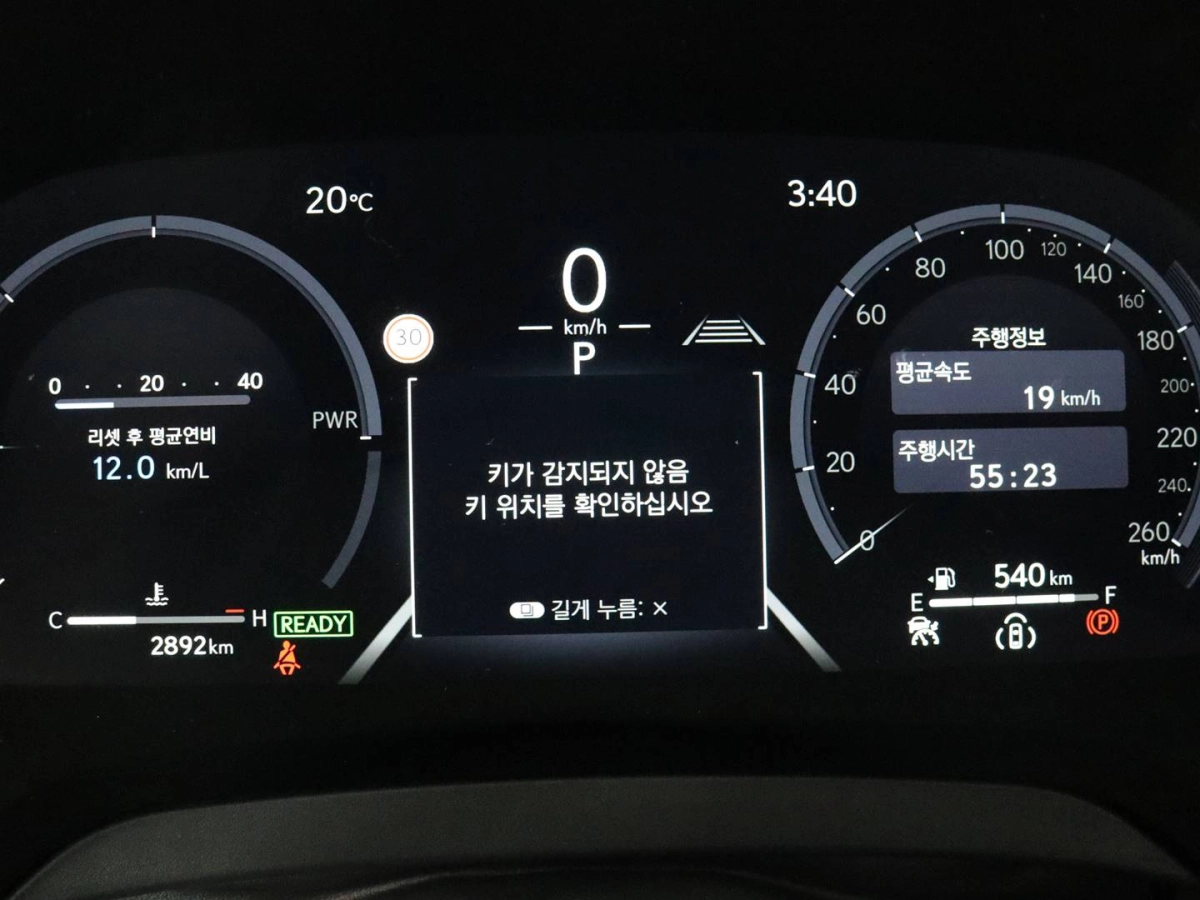 20°C
3:40
0
km/h
P
30
0 20 40
리셋 후 평균연비
12.0 km/L
PWR
C H
2892km
READY
키가 감지되지 않음
키 위치를 확인하십시오
길게 누름: ×
0
20
40
60
80
100
120
140
160
180
200
220
240
260
km/h
주행정보
평균속도
19 km/h
주행시간
55:23
540 km
E F
P